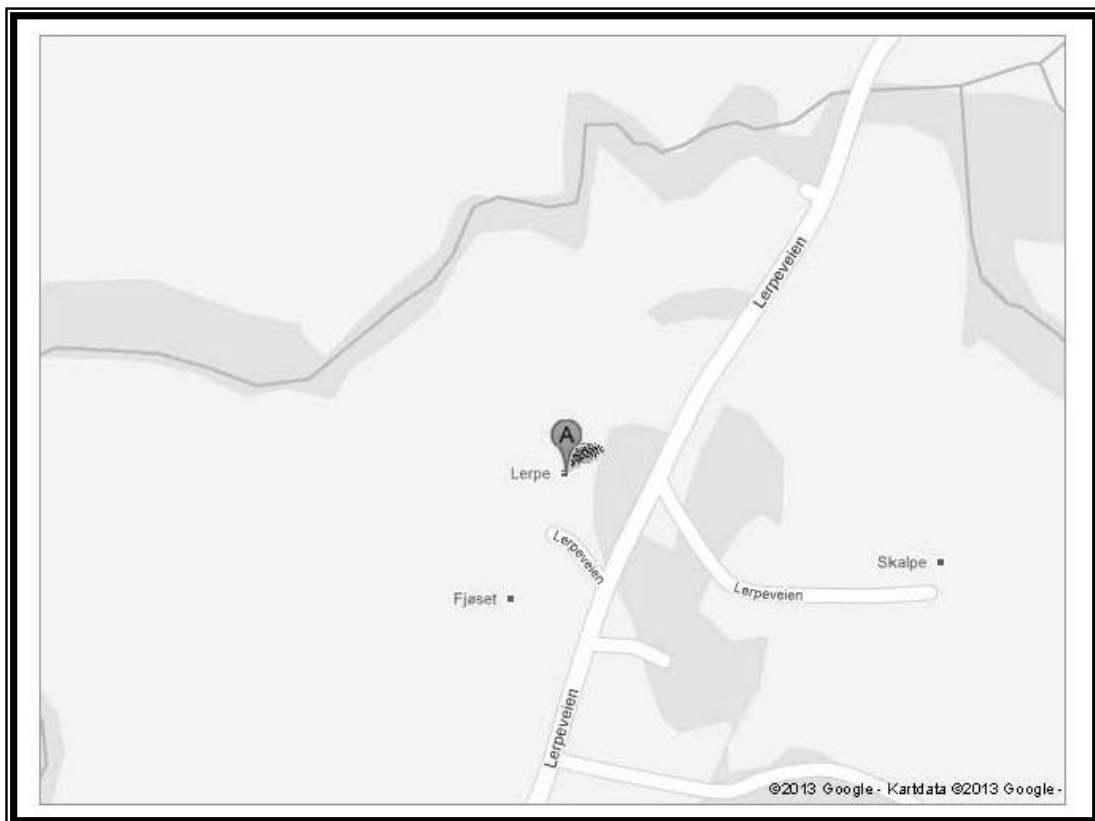 Lerpeveien
A
Lerpe
Lerpeveien
Skalpe
Lerpeveien
Fjøset
Lerpeveien
©2013 Google - Kartdata ©2013 Google -